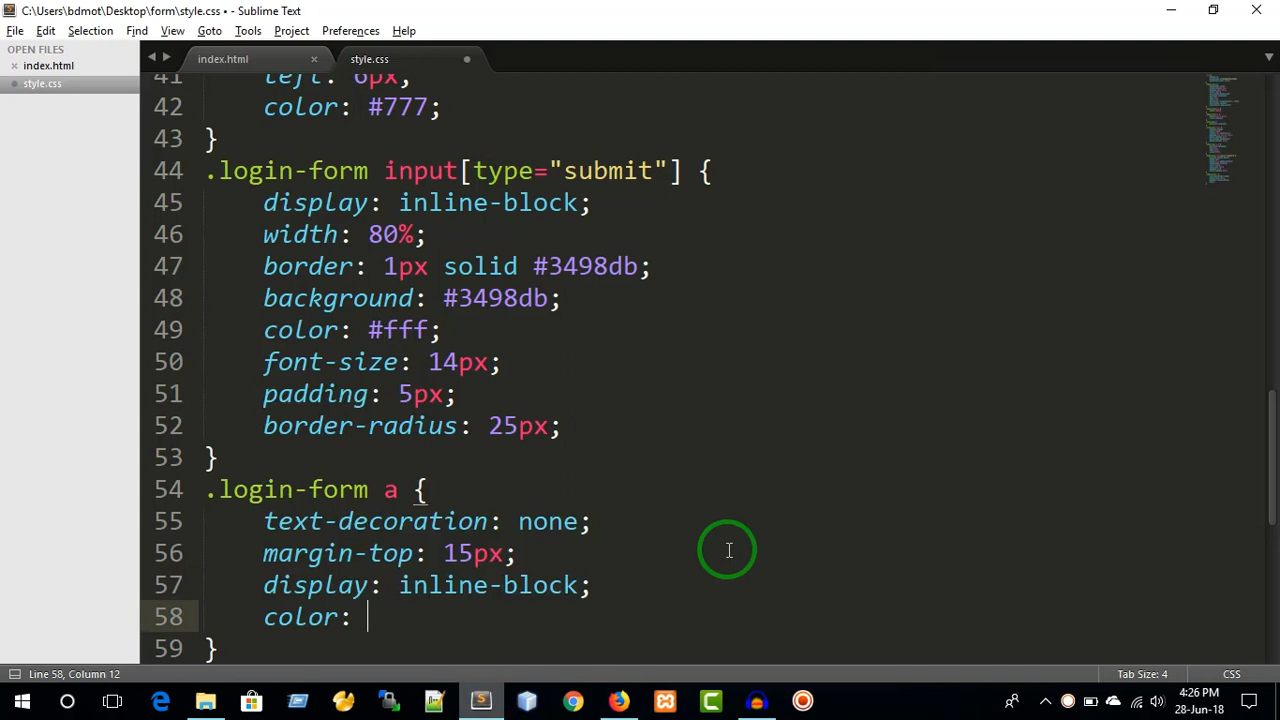 C:\Users\bdmot\Desktop\form\style.css • - Sublime Text
File Edit Selection Find View Goto Tools Project Preferences Help
OPEN FILES
index.html
style.css
index.html
style.css
41 left: 6px;
42 color: #777;
43 }
44 .login-form input[type="submit"] {
45 display: inline-block;
46 width: 80%;
47 border: 1px solid #3498db;
48 background: #3498db;
49 color: #fff;
50 font-size: 14px;
51 padding: 5px;
52 border-radius: 25px;
53 }
54 .login-form a {
55 text-decoration: none;
56 margin-top: 15px;
57 display: inline-block;
58 color:
59 }
Line 58, Column 12
Tab Size: 4
CSS
4:26 PM
28-Jun-18